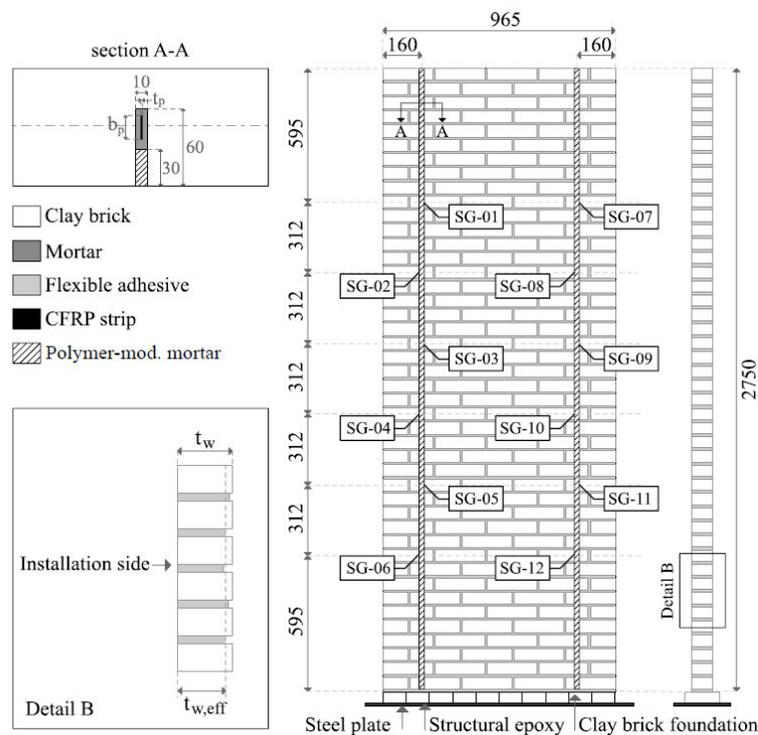 section A-A
10
tp
bp
60
30
Clay brick
Mortar
Flexible adhesive
CFRP strip
Polymer-mod. mortar
tw
Installation side
tw,eff
Detail B
965
160
160
A
A
595
312
312
312
312
312
595
SG-01
SG-07
SG-02
SG-08
SG-03
SG-09
SG-04
SG-10
SG-05
SG-11
SG-06
SG-12
2750
Detail B
Steel plate
Structural epoxy
Clay brick foundation